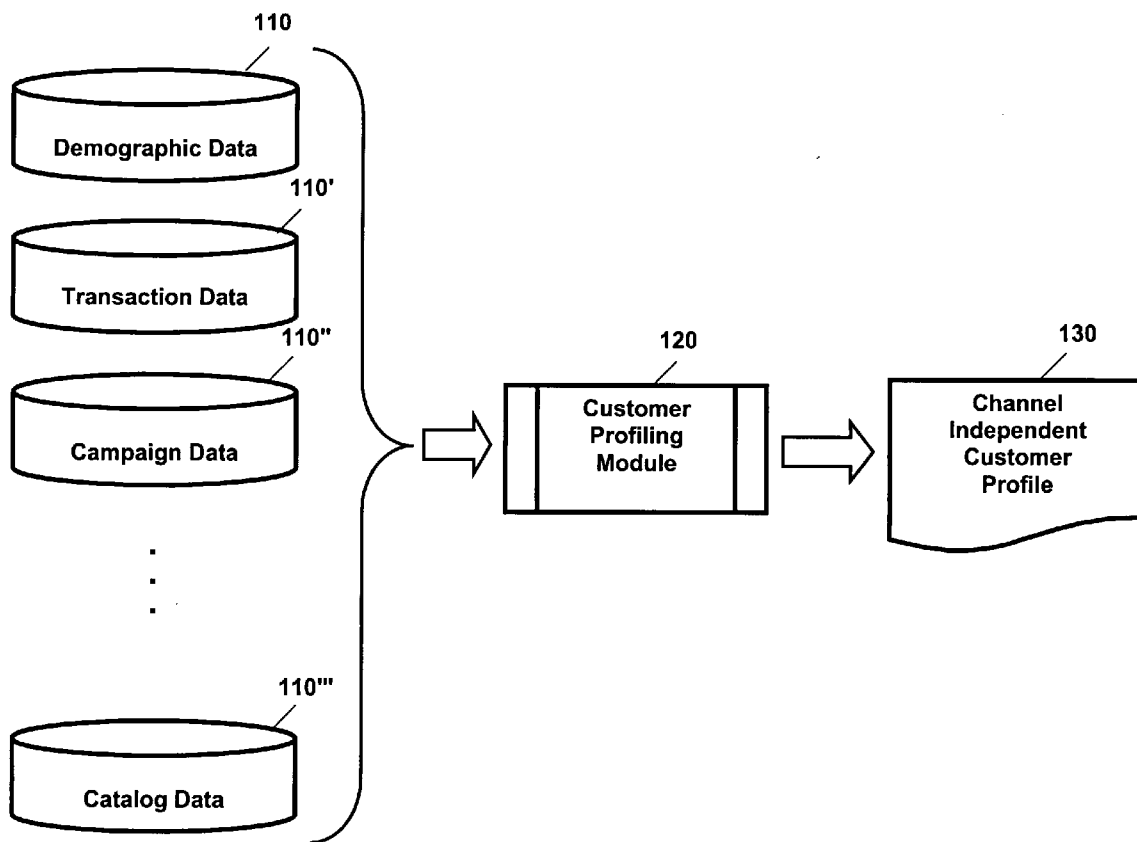 110
Demographic Data
110'
Transaction Data
110"
Campaign Data
110'"
Catalog Data
120
Customer
Profiling
Module
130
Channel
Independent
Customer
Profile